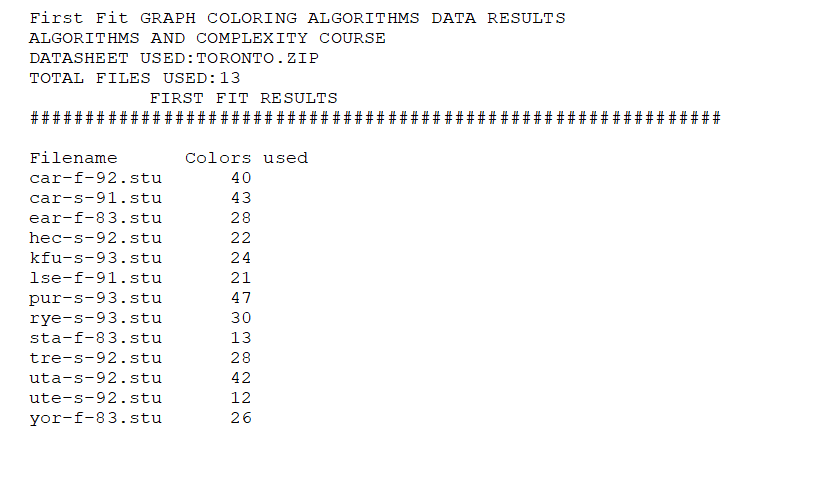 First Fit GRAPH COLORING ALGORITHMS DATA RESULTS
ALGORITHMS AND COMPLEXITY COURSE
DATASHEET USED:TORONTO.ZIP
TOTAL FILES USED:13
FIRST FIT RESULTS
##############################################################
Filename Colors used
car-f-92.stu 40
car-s-91.stu 43
ear-f-83.stu 28
hec-s-92.stu 22
kfu-s-93.stu 24
lse-f-91.stu 21
pur-s-93.stu 47
rye-s-93.stu 30
sta-f-83.stu 13
tre-s-92.stu 28
uta-s-92.stu 42
ute-s-92.stu 12
yor-f-83.stu 26